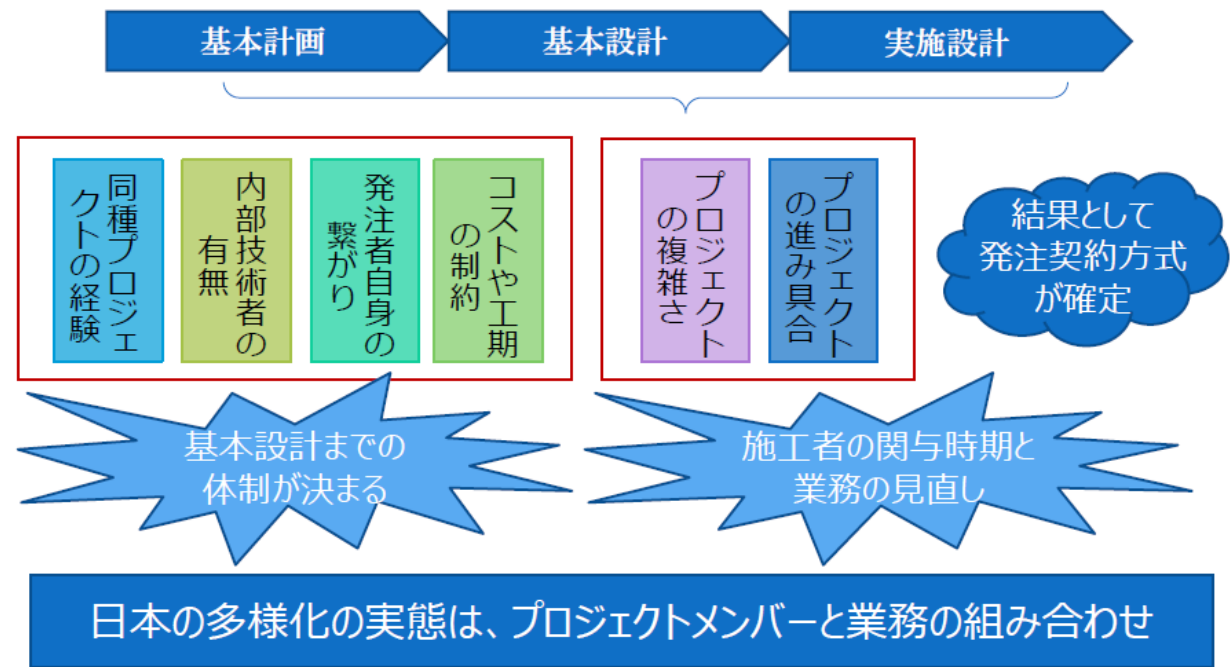 基本計画
基本設計
実施設計
同種プロジェ
クトの経験
内部技術者の
有無
発注者自身の
繋がり
コストや工期
の制約
プロジェクト
の複雑さ
プロジェクト
の進み具合
結果として
発注契約方式
が確定
基本設計までの
体制が決まる
施工者の関与時期と
業務の見直し
日本の多様化の実態は、プロジェクトメンバーと業務の組み合わせ